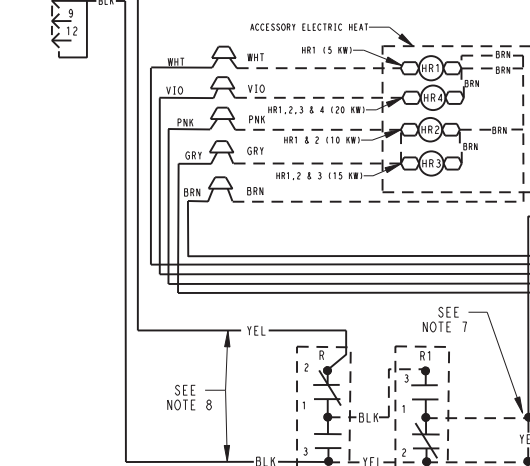 BLK
9
12
ACCESSORY ELECTRIC HEAT
HR1 (5 KW)
BRN
WHT WHT HR1 BRN
BRN
VIO VIO HR4
HR1,2,3 & 4 (20 KW)
PNK PNK HR2 BRN
HR1 & 2 (10 KW) BRN
GRY GRY HR3
HR1,2 & 3 (15 KW)
BRN BRN
SEE
NOTE 7
YEL
R R1
2
3
SEE
NOTE 8
1 1
BLK
YE
3 2
BLK YEL